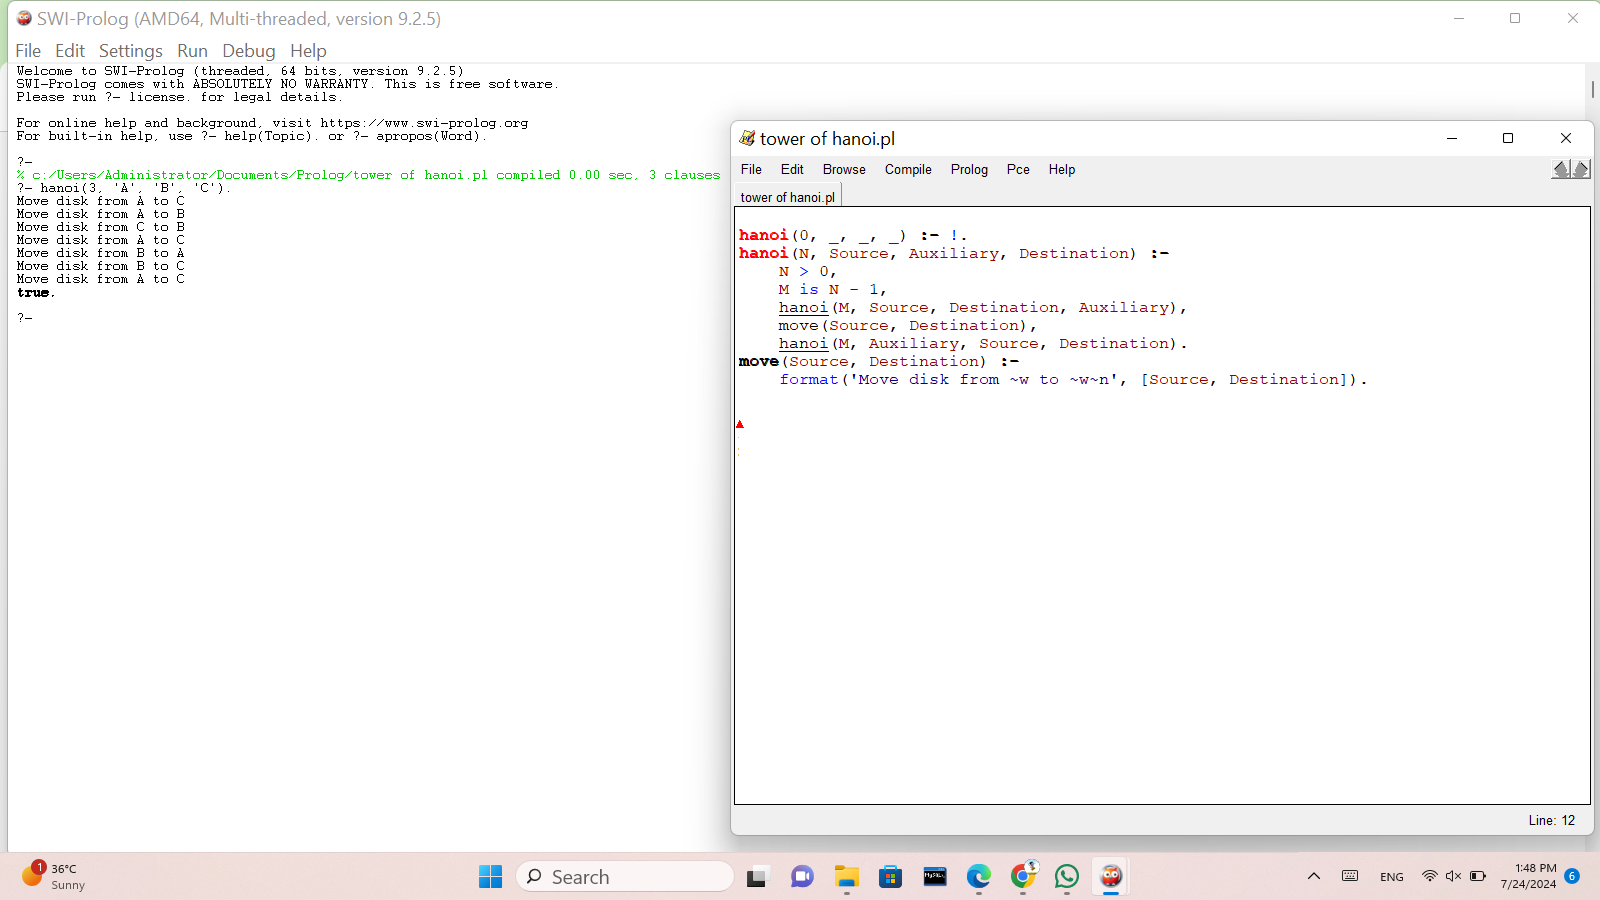 SWI-Prolog (AMD64, Multi-threaded, version 9.2.5)
File Edit Settings Run Debug Help
Welcome to SWI-Prolog (threaded, 64 bits, version 9.2.5)
SWI-Prolog comes with ABSOLUTELY NO WARRANTY. This is free software.
Please run ?- license. for legal details.
For online help and background, visit https://www.swi-prolog.org
For built-in help, use ?- help(Topic). or ?- apropos(Word).
?-
% c:/Users/Administrator/Documents/Prolog/tower of hanoi.pl compiled 0.00 sec, 3 clauses
?- hanoi(3, 'A', 'B', 'C').
Move disk from A to C
Move disk from A to B
Move disk from C to B
Move disk from A to C
Move disk from B to A
Move disk from B to C
Move disk from A to C
true.
?-
tower of hanoi.pl
File Edit Browse Compile Prolog Pce Help
tower of hanoi.pl
hanoi(0, _, _, _) :- !.
hanoi(N, Source, Auxiliary, Destination) :-
N > 0,
M is N - 1,
hanoi(M, Source, Destination, Auxiliary),
move(Source, Destination),
hanoi(M, Auxiliary, Source, Destination).
move(Source, Destination) :-
format('Move disk from ~w to ~w~n', [Source, Destination]).
Line: 12
1
36°C
Sunny
Search
MySQL
ENG
1:48 PM
7/24/2024
6